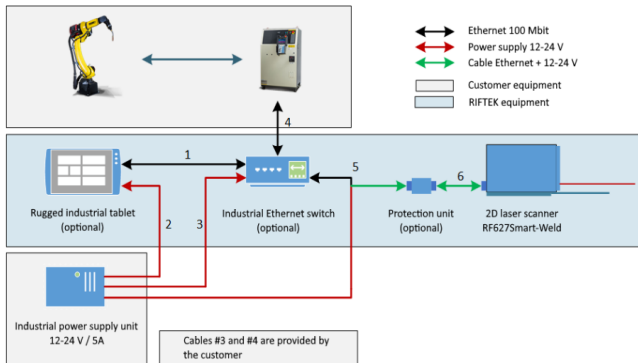 Ethernet 100 Mbit
Power supply 12-24 V
Cable Ethernet + 12-24 V
Customer equipment
RIFTEK equipment
4
1
5
6
Rugged industrial tablet
(optional)
2
3
Industrial Ethernet switch
(optional)
Protection unit
(optional)
2D laser scanner
RF627Smart-Weld
Industrial power supply unit
12-24 V / 5A
Cables #3 and #4 are provided by
the customer